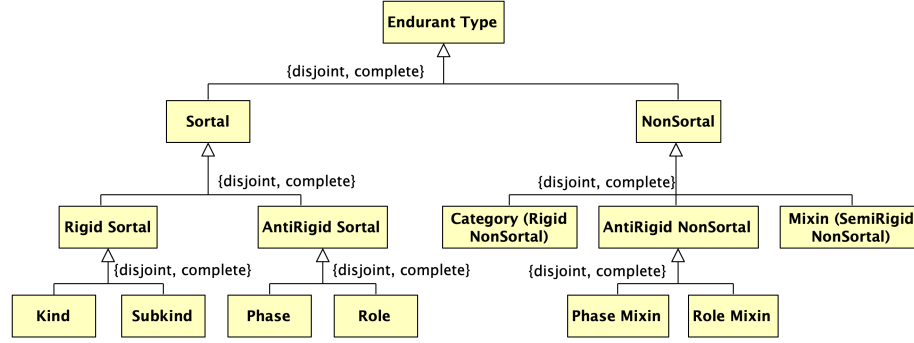 Endurant Type
{disjoint, complete}
Sortal
NonSortal
{disjoint, complete}
{disjoint, complete}
Rigid Sortal
AntiRigid Sortal
Category (Rigid
NonSortal)
AntiRigid NonSortal
Mixin (SemiRigid
NonSortal)
{disjoint, complete}
{disjoint, complete}
{disjoint, complete}
Kind
Subkind
Phase
Role
Phase Mixin
Role Mixin